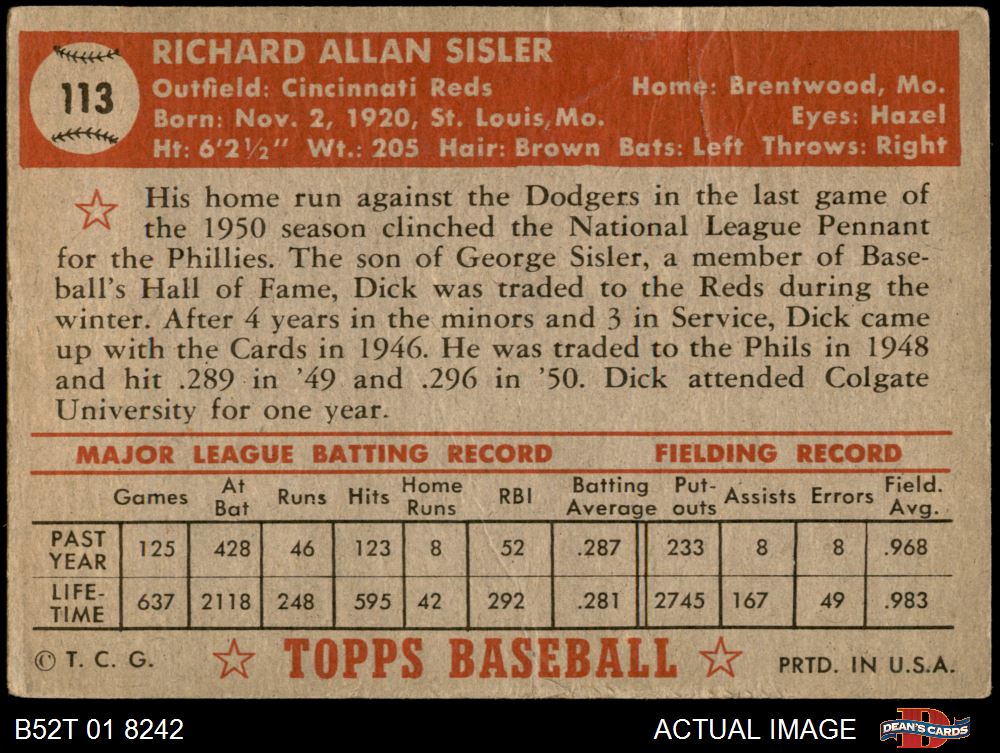 113
RICHARD ALLAN SISLER
Outfield: Cincinnati Reds Home: Brentwood, Mo.
Born: Nov. 2, 1920, St. Louis, Mo. Eyes: Hazel
Ht: 6'2½" Wt.: 205 Hair: Brown Bats: Left Throws: Right
His home run against the Dodgers in the last game of
the 1950 season clinched the National League Pennant
for the Phillies. The son of George Sisler, a member of Base-
ball's Hall of Fame, Dick was traded to the Reds during the
winter. After 4 years in the minors and 3 in Service, Dick came
up with the Cards in 1946. He was traded to the Phils in 1948
and hit .289 in '49 and .296 in '50. Dick attended Colgate
University for one year.
MAJOR LEAGUE BATTING RECORD FIELDING RECORD
Games At Bat Runs Hits Home Runs RBI Batting Average Put-outs Assists Errors Field. Avg.
PAST YEAR 125 428 46 123 8 52 .287 233 8 8 .968
LIFE-TIME 637 2118 248 595 42 292 .281 2745 167 49 .983
© T. C. G. TOPPS BASEBALL PRTD. IN U.S.A.
B52T 01 8242 ACTUAL IMAGE DEAN'S CARDS